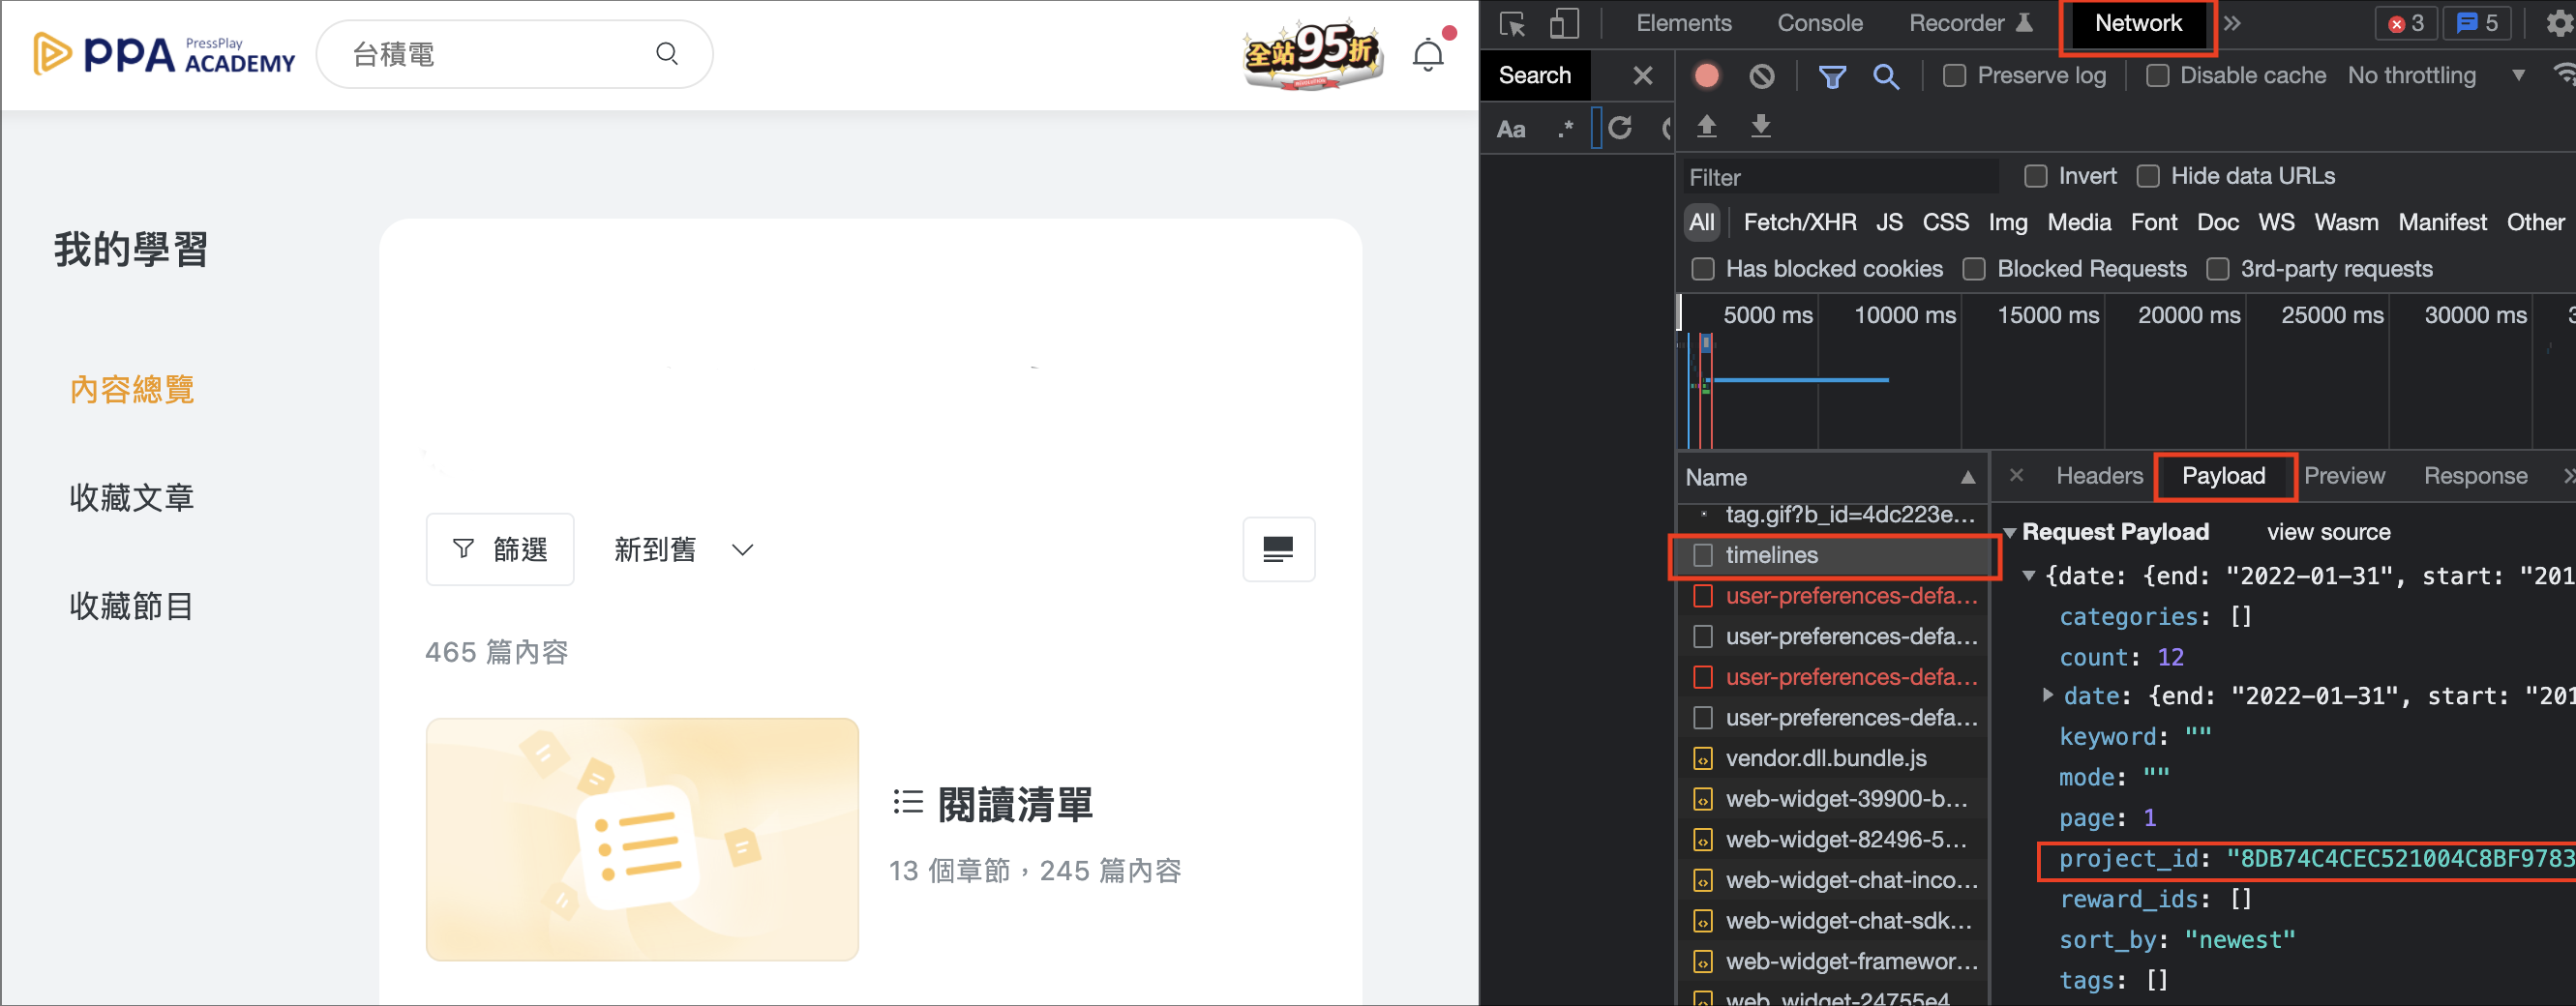 PPA PressPlay ACADEMY
台積電
全站95折
我的學習
內容總覽
收藏文章
收藏節目
篩選
新到舊
465 篇內容
閱讀清單
13 個章節，245 篇內容
Elements Console Recorder Network 3 5
Search
Preserve log Disable cache No throttling
Aa .*
Filter
Invert Hide data URLs
All Fetch/XHR JS CSS Img Media Font Doc WS Wasm Manifest Other
Has blocked cookies Blocked Requests 3rd-party requests
5000 ms 10000 ms 15000 ms 20000 ms 25000 ms 30000 ms
Name
tag.gif?b_id=4dc223e...
timelines
user-preferences-defa...
user-preferences-defa...
user-preferences-defa...
user-preferences-defa...
vendor.dll.bundle.js
web-widget-39900-b...
web-widget-82496-5...
web-widget-chat-inco...
web-widget-chat-sdk...
web-widget-framewor...
web_widget-24755e4
Headers Payload Preview Response
Request Payload view source
{date: {end: "2022-01-31", start: "201
categories: []
count: 12
date: {end: "2022-01-31", start: "201
keyword: ""
mode: ""
page: 1
project_id: "8DB74C4CEC521004C8BF9783
reward_ids: []
sort_by: "newest"
tags: []